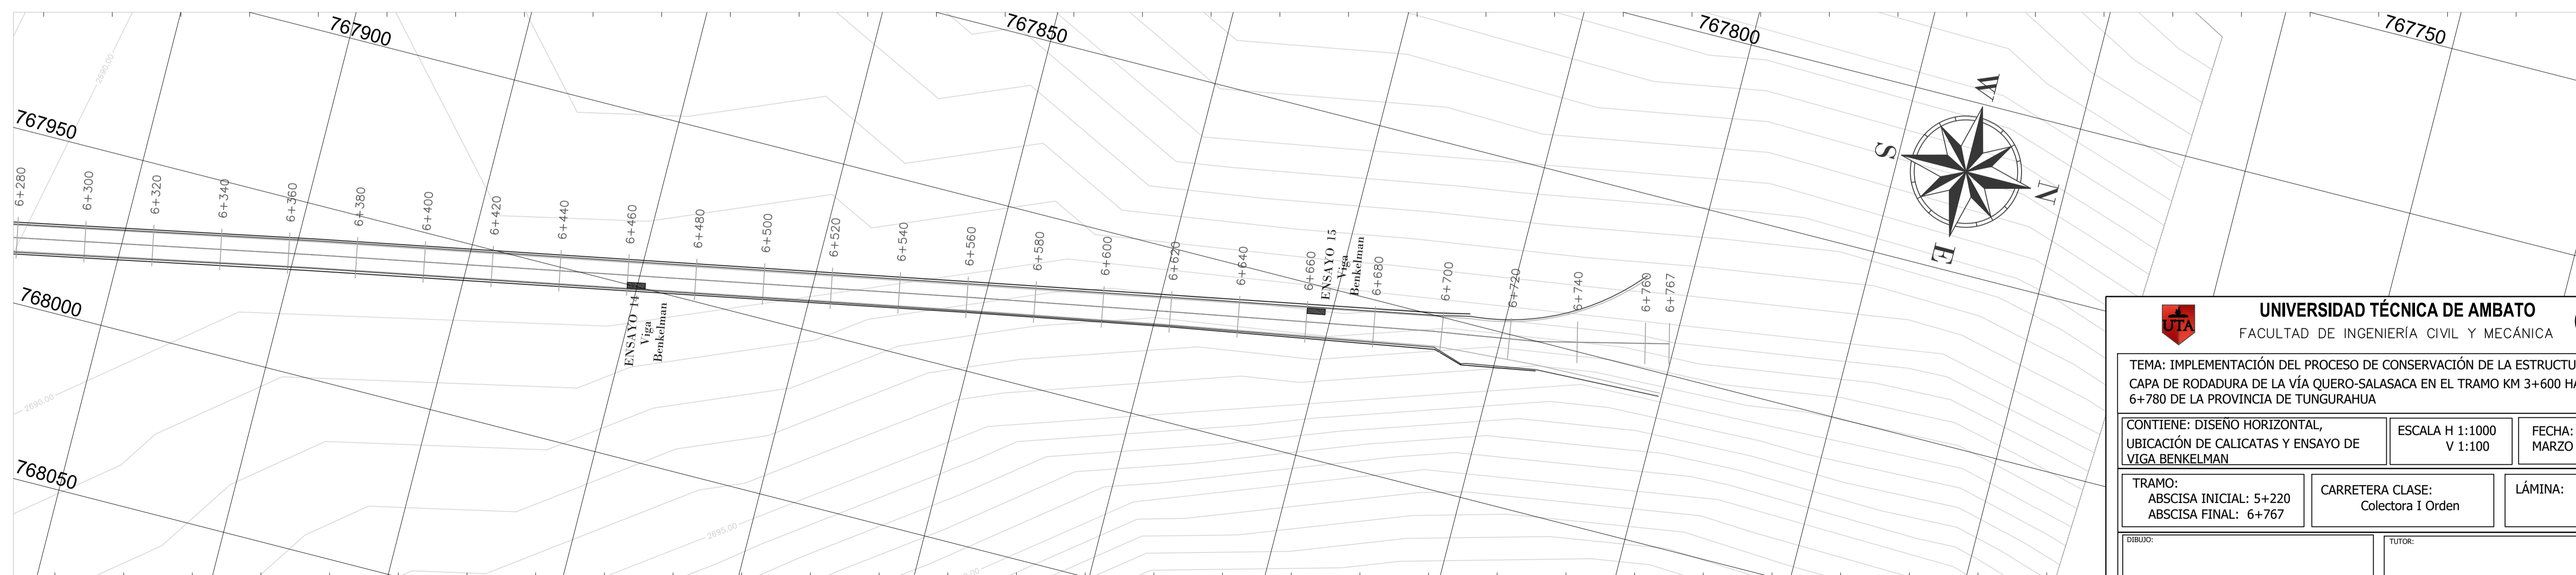 767900
767850
767800
767750
2690.00
767950
768000
768050
6+280
6+300
6+320
6+340
6+360
6+380
6+400
6+420
6+440
6+460
6+480
6+500
6+520
6+540
6+560
6+580
6+600
6+620
6+640
6+660
6+680
6+700
6+720
6+740
6+760
6+767
ENSAYO 14
Viga
Benkelman
ENSAYO 15
Viga
Benkelman
2690.00
2695.00
W
S
N
E
UTA
UNIVERSIDAD TÉCNICA DE AMBATO
FACULTAD DE INGENIERÍA CIVIL Y MECÁNICA
TEMA: IMPLEMENTACIÓN DEL PROCESO DE CONSERVACIÓN DE LA ESTRUCTU
CAPA DE RODADURA DE LA VÍA QUERO-SALASACA EN EL TRAMO KM 3+600 HA
6+780 DE LA PROVINCIA DE TUNGURAHUA
CONTIENE: DISEÑO HORIZONTAL,
UBICACIÓN DE CALICATAS Y ENSAYO DE
VIGA BENKELMAN
ESCALA H 1:1000
V 1:100
FECHA:
MARZO
TRAMO:
ABSCISA INICIAL: 5+220
ABSCISA FINAL: 6+767
CARRETERA CLASE:
Colectora I Orden
LÁMINA:
DIBUJO:
TUTOR: